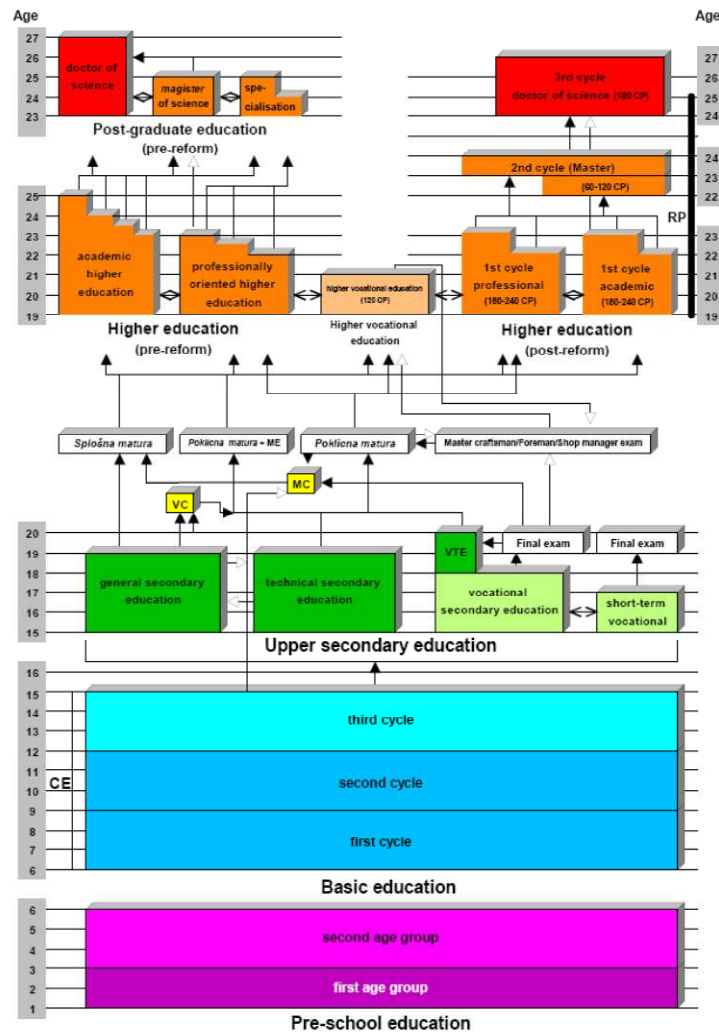 Age
Age
27
26
25
24
23
doctor of
science
magister
of science
spe-
cialisation
Post-graduate education
(pre-reform)
3rd cycle
doctor of science (180 CP)
27
26
25
24
2nd cycle (Master)
(60-120 CP)
24
23
22
RP
25
24
23
22
21
20
19
academic
higher
education
professionally
oriented higher
education
higher vocational education
(120 CP)
1st cycle
professional
(180-240 CP)
1st cycle
academic
(180-240 CP)
23
22
21
20
19
Higher education
(pre-reform)
Higher vocational
education
Higher education
(post-reform)
Splošna matura
Poklicna matura + ME
Poklicna matura
Master craftseman/Foreman/Shop manager exam
VC
MC
20
19
18
17
16
15
general secondary
education
technical secondary
education
VTE
Final exam
Final exam
vocational
secondary education
short-term
vocational
Upper secondary education
16
15
14
13
12
11
10
9
8
7
6
CE
third cycle
second cycle
first cycle
Basic education
6
5
4
3
2
1
second age group
first age group
Pre-school education